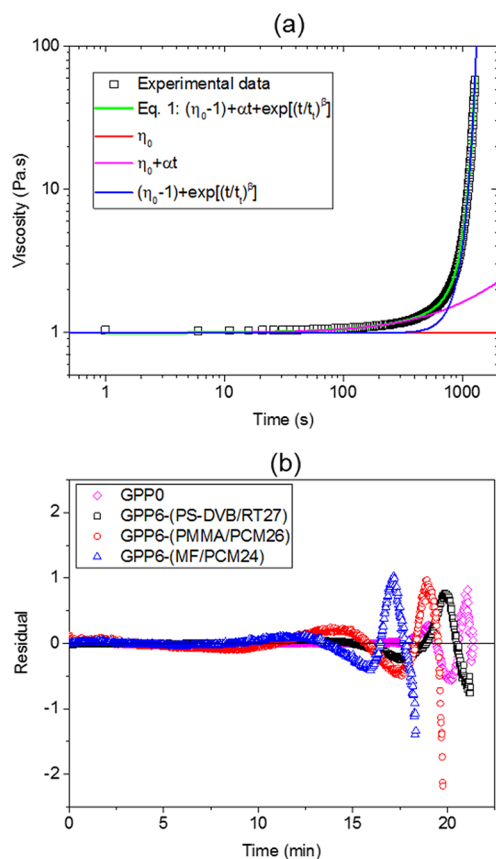 (a)
100
10
1
Viscosity (Pa.s)
Experimental data
Eq. 1: (η₀-1)+αt+exp[(t/tₜ)^β]
η₀
η₀+αt
(η₀-1)+exp[(t/tₜ)^β]
1 10 100 1000
Time (s)
(b)
GPP0
GPP6-(PS-DVB/RT27)
GPP6-(PMMA/PCM26)
GPP6-(MF/PCM24)
2
1
0
-1
-2
Residual
0 5 10 15 20
Time (min)